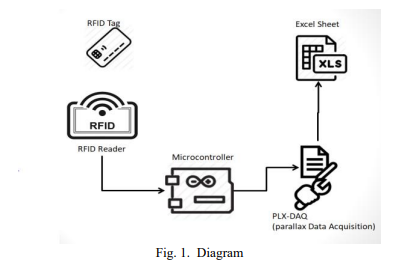 RFID Tag
Excel Sheet
XLS
RFID
RFID Reader
Microcontroller
PLX-DAQ
(parallax Data Acquisition)
Fig. 1. Diagram